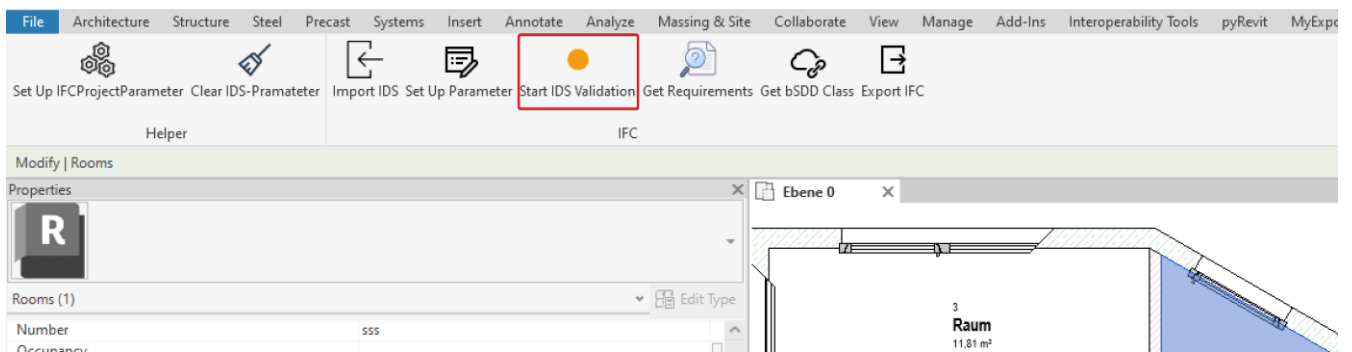 File Architecture Structure Steel Precast Systems Insert Annotate Analyze Massing & Site Collaborate View Manage Add-Ins Interoperability Tools pyRevit MyExpo
Set Up IFCProjectParameter Clear IDS-Pramateter Import IDS Set Up Parameter Start IDS Validation Get Requirements Get bSDD Class Export IFC
Helper IFC
Modify | Rooms
Properties
Ebene 0
R
Rooms (1) Edit Type
Number sss
Occupancy
3
Raum
11,81 m²